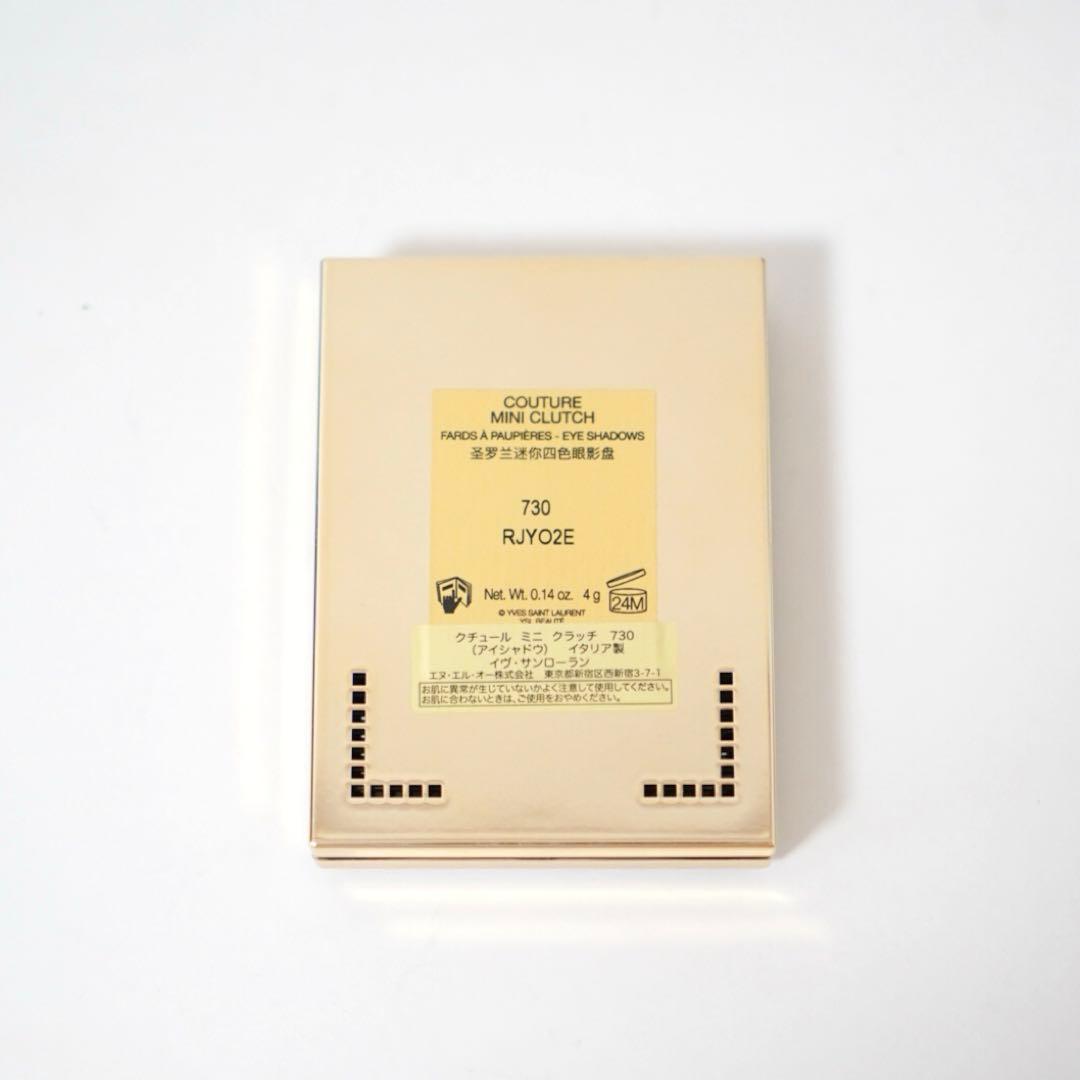 COUTURE
MINI CLUTCH
FARDS À PAUPIÈRES - EYE SHADOWS
圣罗兰迷你四色眼影盘
730
RJYO2E
Net. Wt. 0.14 oz. 4 g
24M
© YVES SAINT LAURENT
YSL BEAUTÉ
クチュール ミニ クラッチ 730
(アイシャドウ) イタリア製
イヴ・サンローラン
エヌ・エル・オー株式会社 東京都新宿区西新宿3-7-1
お肌に異常が生じていないかよく注意して使用してください。
お肌に合わないときは、ご使用をおやめください。